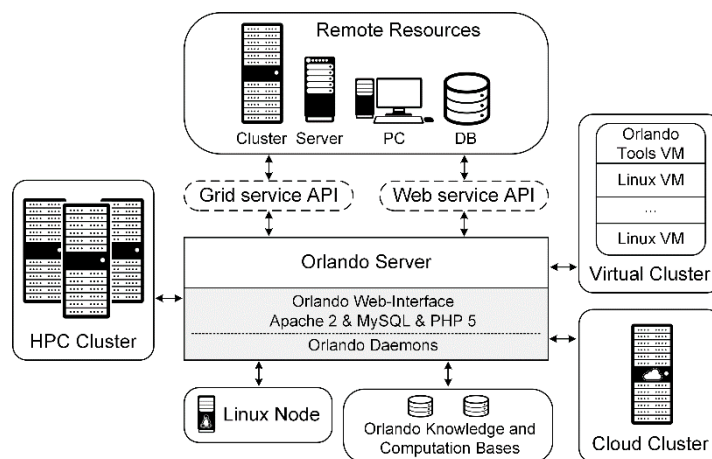 Remote Resources
Cluster
Server
PC
DB
Grid service API
Web service API
Orlando
Tools VM
Linux VM
...
Linux VM
Virtual Cluster
HPC Cluster
Orlando Server
Orlando Web-Interface
Apache 2 & MySQL & PHP 5
Orlando Daemons
Linux Node
Orlando Knowledge and
Computation Bases
Cloud Cluster